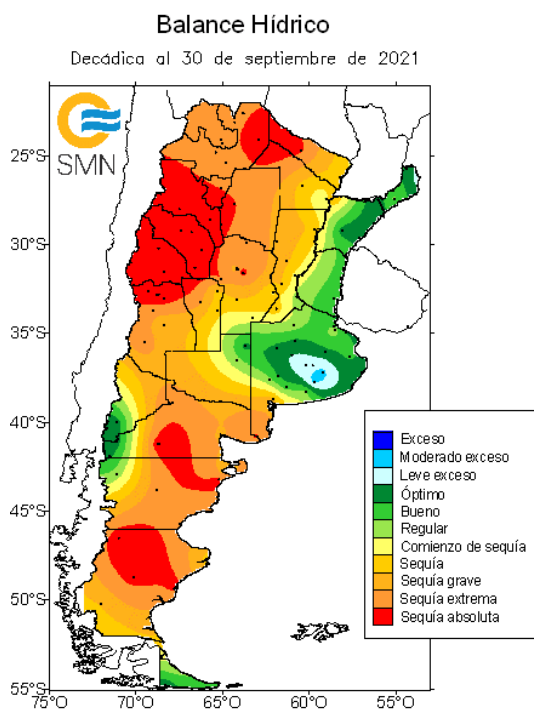 Balance Hídrico
Decádica al 30 de septiembre de 2021
SMN
25°S
30°S
35°S
40°S
45°S
50°S
55°S
75°O 70°O 65°O 60°O 55°O
Exceso
Moderado exceso
Leve exceso
Óptimo
Bueno
Regular
Comienzo de sequía
Sequía
Sequía grave
Sequía extrema
Sequía absoluta